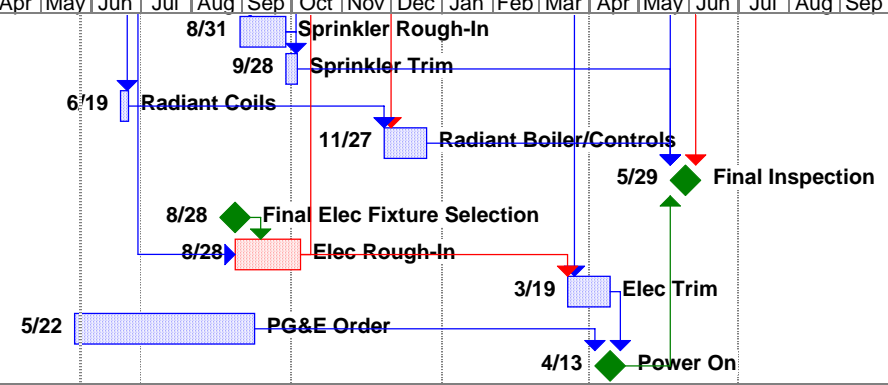 Apr May Jun Jul Aug Sep Oct Nov Dec Jan Feb Mar Apr May Jun Jul Aug Sep
8/31 Sprinkler Rough-In
9/28 Sprinkler Trim
6/19 Radiant Coils
11/27 Radiant Boiler/Controls
5/29 Final Inspection
8/28 Final Elec Fixture Selection
8/28 Elec Rough-In
3/19 Elec Trim
5/22 PG&E Order
4/13 Power On